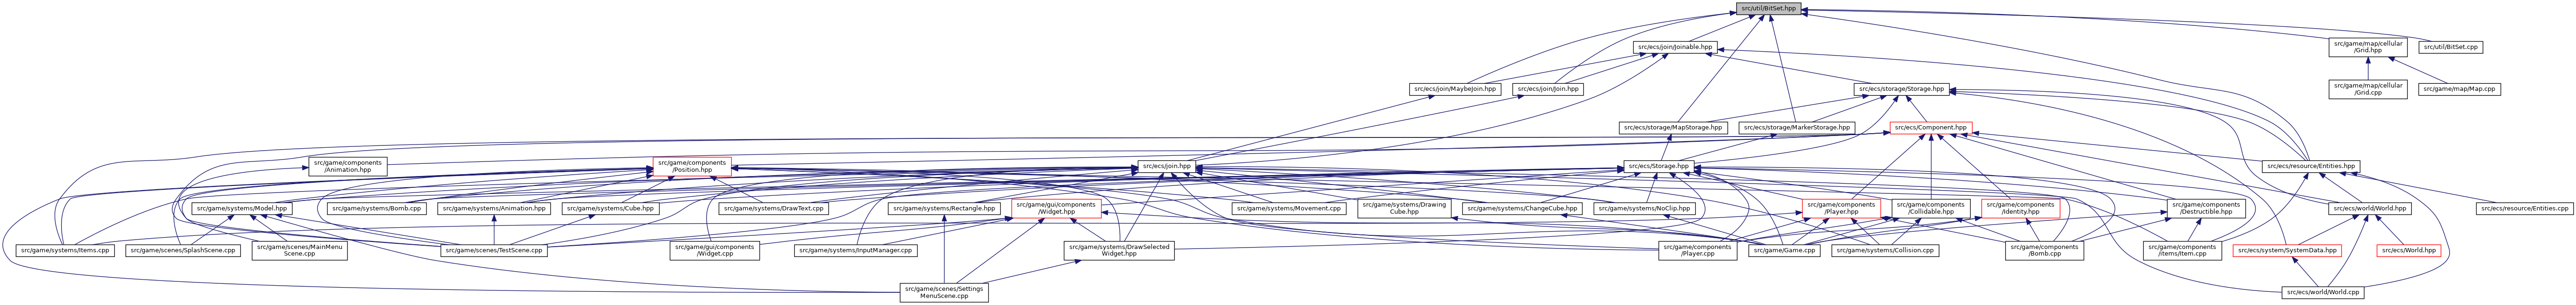 src/util/BitSet.hpp
src/ecs/join/Joinable.hpp
src/game/map/cellular
/Grid.hpp
src/util/BitSet.cpp
src/ecs/join/MaybeJoin.hpp
src/ecs/join/Join.hpp
src/ecs/storage/Storage.hpp
src/game/map/cellular
/Grid.cpp
src/game/map/Map.cpp
src/ecs/storage/MapStorage.hpp
src/ecs/storage/MarkerStorage.hpp
src/ecs/Component.hpp
src/game/components
/Animation.hpp
src/game/components
/Position.hpp
src/ecs/join.hpp
src/ecs/Storage.hpp
src/ecs/resource/Entities.hpp
src/game/systems/Model.hpp
src/game/systems/Bomb.cpp
src/game/systems/Animation.hpp
src/game/systems/Cube.hpp
src/game/systems/DrawText.cpp
src/game/systems/Rectangle.hpp
src/game/gui/components
/Widget.hpp
src/game/systems/Movement.cpp
src/game/systems/Drawing
Cube.hpp
src/game/systems/ChangeCube.hpp
src/game/systems/NoClip.hpp
src/game/components
/Player.hpp
src/game/components
/Collidable.hpp
src/game/components
/Identity.hpp
src/game/components
/Destructible.hpp
src/ecs/world/World.hpp
src/ecs/resource/Entities.cpp
src/game/systems/Items.cpp
src/game/scenes/SplashScene.cpp
src/game/scenes/MainMenu
Scene.cpp
src/game/scenes/TestScene.cpp
src/game/gui/components
/Widget.cpp
src/game/systems/InputManager.cpp
src/game/systems/DrawSelected
Widget.hpp
src/game/components
/Player.cpp
src/game/Game.cpp
src/game/systems/Collision.cpp
src/game/components
/Bomb.cpp
src/game/components
/items/Item.cpp
src/ecs/system/SystemData.hpp
src/ecs/World.hpp
src/game/scenes/Settings
MenuScene.cpp
src/ecs/world/World.cpp